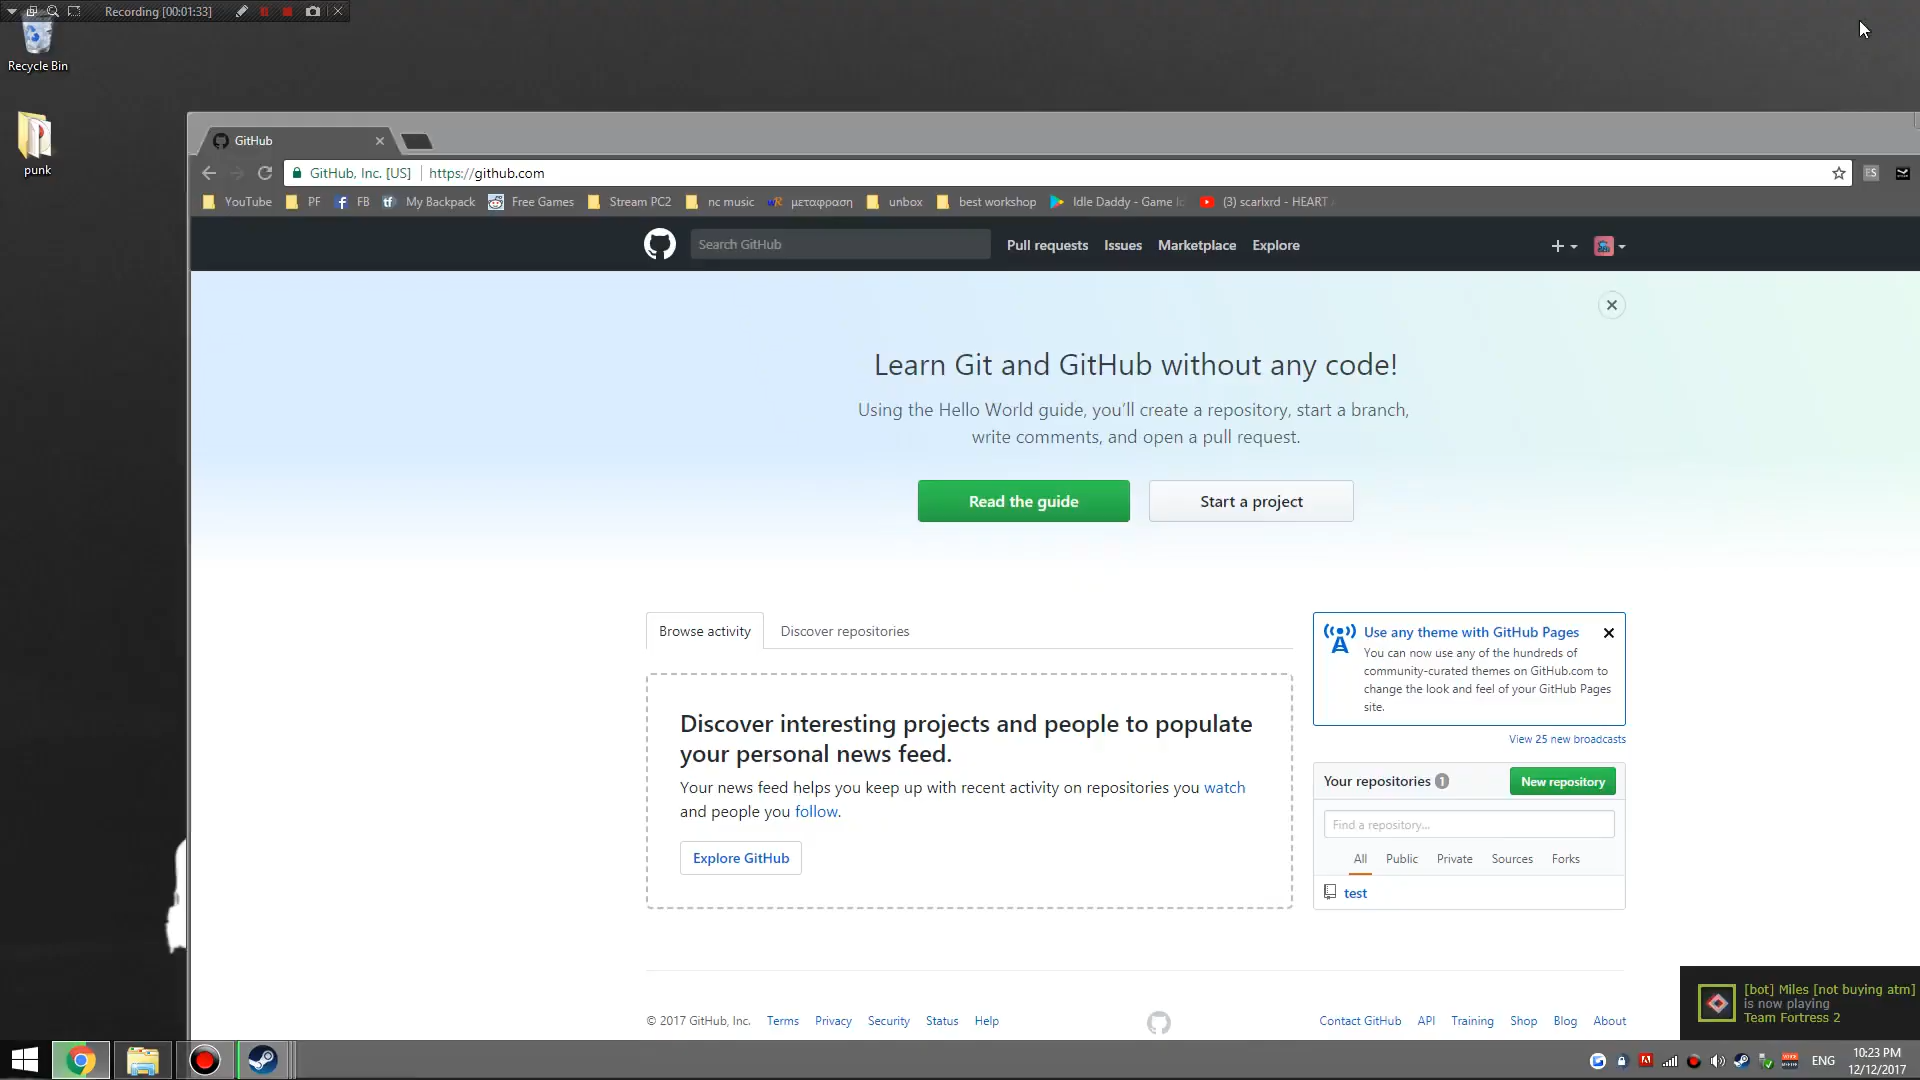 Recording [00:01:33]
Recycle Bin
punk
GitHub
GitHub, Inc. [US] https://github.com
YouTube PF FB My Backpack Free Games Stream PC2 nc music μεταφραση unbox best workshop Idle Daddy - Game Id (3) scarlxrd - HEART
Search GitHub Pull requests Issues Marketplace Explore
Learn Git and GitHub without any code!
Using the Hello World guide, you’ll create a repository, start a branch,
write comments, and open a pull request.
Read the guide Start a project
Browse activity Discover repositories
Discover interesting projects and people to populate
your personal news feed.
Your news feed helps you keep up with recent activity on repositories you watch
and people you follow.
Explore GitHub
Use any theme with GitHub Pages
You can now use any of the hundreds of
community-curated themes on GitHub.com to
change the look and feel of your GitHub Pages
site.
View 25 new broadcasts
Your repositories 1 New repository
Find a repository...
All Public Private Sources Forks
test
© 2017 GitHub, Inc. Terms Privacy Security Status Help
Contact GitHub API Training Shop Blog About
[bot] Miles [not buying atm]
is now playing
Team Fortress 2
ENG
10:23 PM
12/12/2017